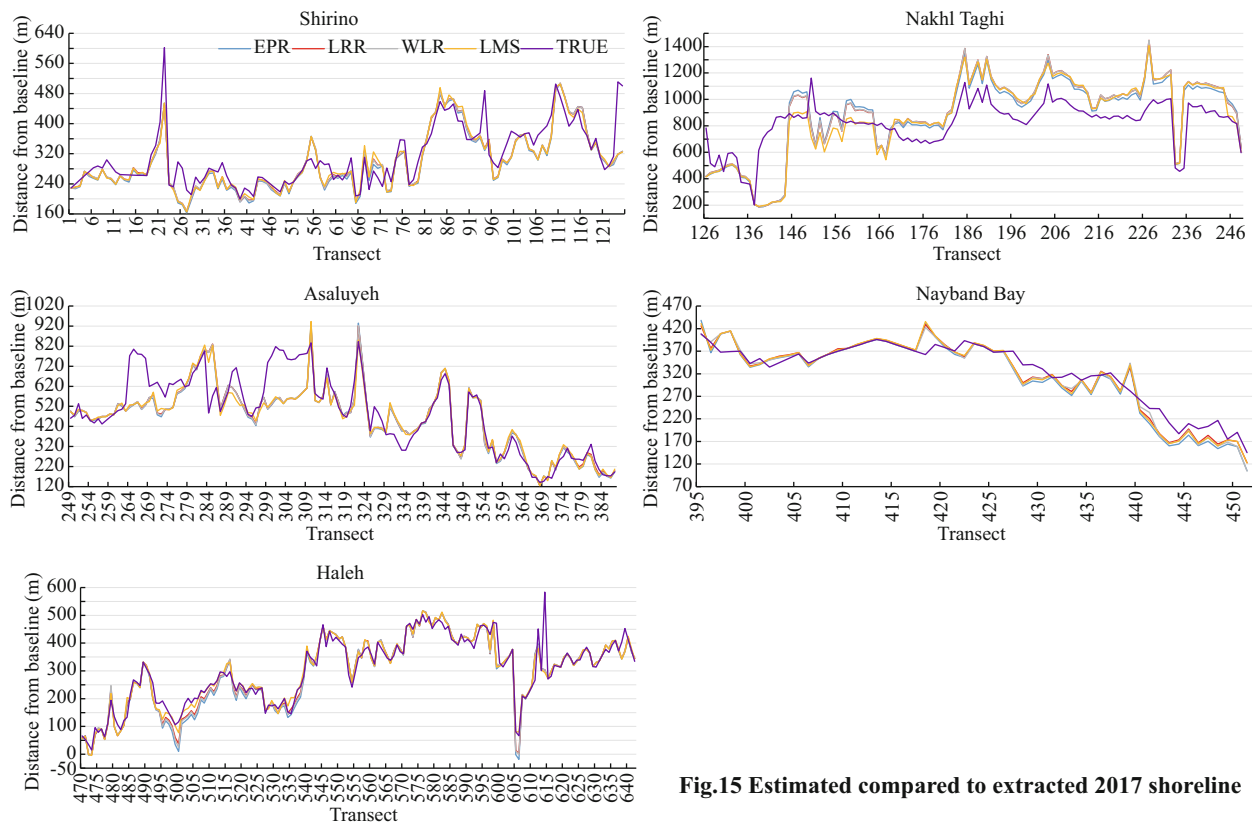 Shirino
Distance from baseline (m)
640
560
480
400
320
240
160
EPR LRR WLR LMS TRUE
1 6 11 16 21 26 31 36 41 46 51 56 61 66 71 76 81 86 91 96 101 106 111 116 121
Transect
Nakhl Taghi
Distance from baseline (m)
1400
1200
1000
800
600
400
200
126 136 146 156 166 176 186 196 206 216 226 236 246
Transect
Asaluyeh
Distance from baseline (m)
1020
920
820
720
620
520
420
320
220
120
249 254 259 264 269 274 279 284 289 294 299 304 309 314 319 324 329 334 339 344 349 354 359 364 369 374 379 384
Transect
Nayband Bay
Distance from baseline (m)
470
420
370
320
270
220
170
120
70
395 400 405 410 415 420 425 430 435 440 445 450
Transect
Haleh
Distance from baseline (m)
600
500
400
300
200
100
0
-50
470 475 480 485 490 495 500 505 510 515 520 525 530 535 540 545 550 555 560 565 570 575 580 585 590 595 600 605 610 615 620 625 630 635 640
Transect
Fig.15 Estimated compared to extracted 2017 shoreline